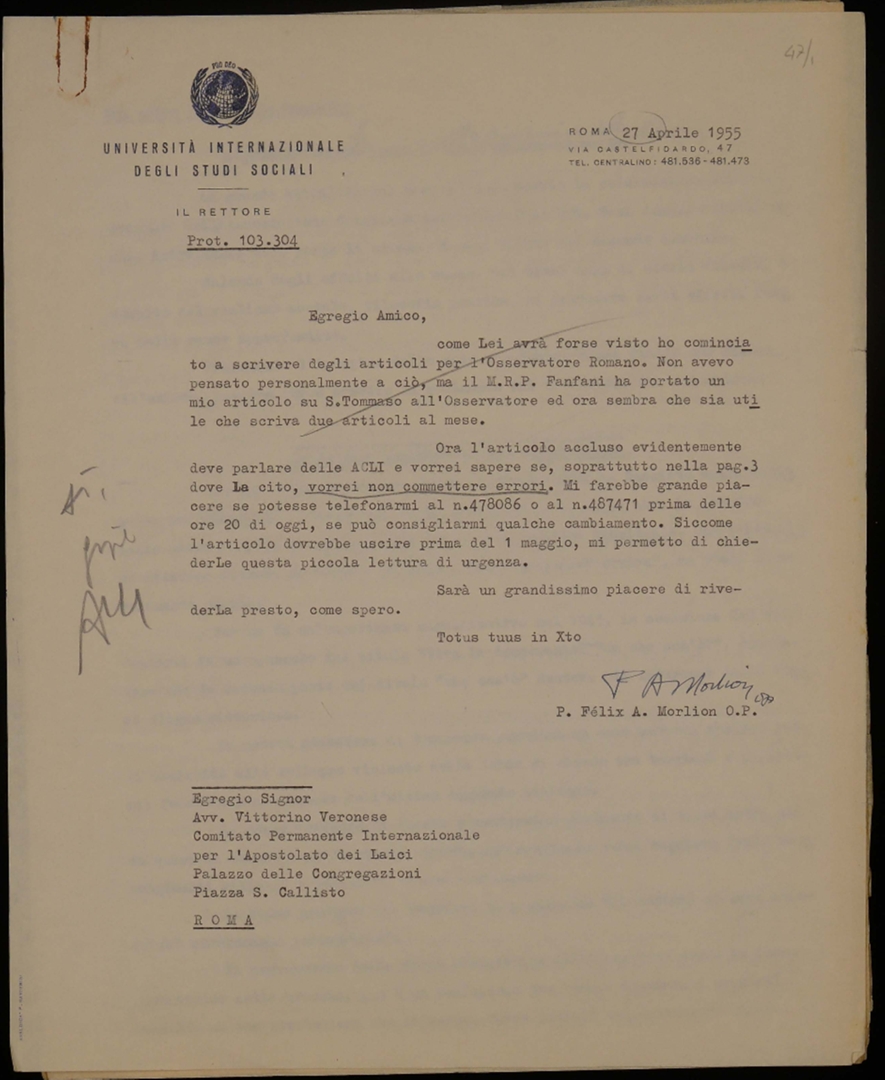 47/1
PRO DEO
UNIVERSITÀ INTERNAZIONALE
DEGLI STUDI SOCIALI
IL RETTORE
Prot. 103.304
ROMA 27 Aprile 1955
VIA CASTELFIDARDO, 47
TEL. CENTRALINO: 481.536 - 481.473
Egregio Amico,
come Lei avrà forse visto ho comincia
to a scrivere degli articoli per l'Osservatore Romano. Non avevo
pensato personalmente a ciò, ma il M.R.P. Fanfani ha portato un
mio articolo su S.Tommaso all'Osservatore ed ora sembra che sia uti
le che scriva due articoli al mese.
Ora l'articolo accluso evidentemente
deve parlare delle ACLI e vorrei sapere se, soprattutto nella pag.3
dove La cito, vorrei non commettere errori. Mi farebbe grande pia-
cere se potesse telefonarmi al n.478086 o al n.487471 prima delle
ore 20 di oggi, se può consigliarmi qualche cambiamento. Siccome
l'articolo dovrebbe uscire prima del 1 maggio, mi permetto di chie-
derLe questa piccola lettura di urgenza.
Sarà un grandissimo piacere di rive-
derLa presto, come spero.
Totus tuus in Xto
F A Morlion
P. Félix A. Morlion O.P.
Egregio Signor
Avv. Vittorino Veronese
Comitato Permanente Internazionale
per l'Apostolato dei Laici
Palazzo delle Congregazioni
Piazza S. Callisto
ROMA